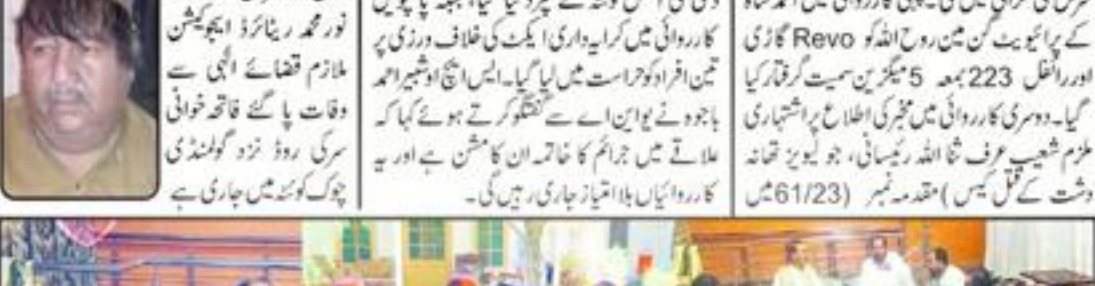 کے پرائیویٹ گن مین روح اللہ کو Revo گاڑی
اور رائفل 223 بمعہ 5 میگزین سمیت گرفتار کیا
گیا۔ دوسری کارروائی میں مخبر کی اطلاع پر اشتہاری
ملزم شعیب عرف ثنا اللہ رئیسانی، جو لیویز تھانہ
دشت کے قتل کیس (مقدمہ نمبر 61/23) میں
کارروائی میں کرایہ داری ایکٹ کی خلاف ورزی پر
تین افراد کو حراست میں لیا گیا۔ ایس ایچ او شبیر احمد
باجوہ نے یو این اے سے گفتگو کرتے ہوئے کہا کہ
علاقے میں جرائم کا خاتمہ ان کا مشن ہے اور یہ
کارروائیاں بلا امتیاز جاری رہیں گی۔
نور محمد ریٹائرڈ ایجوکیشن
ملازم قضائے الٰہی سے
وفات پا گئے فاتحہ خوانی
سرکی روڈ نزد گولمنڈی
چوک کوئٹہ میں جاری ہے